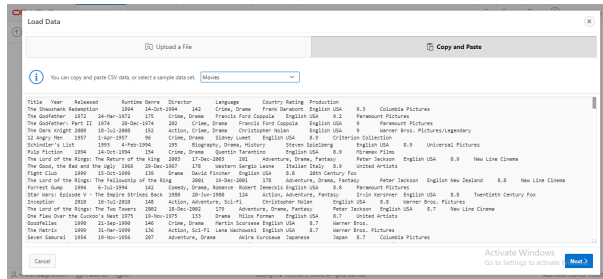 Load Data
Upload a File
Copy and Paste
You can copy and paste CSV data, or select a sample data set. Movies
Title Year Released Runtime Genre Director Language Country Rating Production
The Shawshank Redemption 1994 14-Oct-1994 142 Crime, Drama Frank Darabont English USA 9.3 Columbia Pictures
The Godfather 1972 24-Mar-1972 175 Crime, Drama Francis Ford Coppola English USA 9.2 Paramount Pictures
The Godfather: Part II 1974 20-Dec-1974 202 Crime, Drama Francis Ford Coppola English USA 9 Paramount Pictures
The Dark Knight 2008 18-Jul-2008 152 Action, Crime, Drama Christopher Nolan English USA 9 Warner Bros. Pictures/Legendary
12 Angry Men 1957 1-Apr-1957 96 Crime, Drama Sidney Lumet English USA 8.9 Criterion Collection
Schindler's List 1993 4-Feb-1994 195 Biography, Drama, History Steven Spielberg English USA 8.9 Universal Pictures
Pulp Fiction 1994 14-Oct-1994 154 Crime, Drama Quentin Tarantino English USA 8.9 Miramax Films
The Lord of the Rings: The Return of the King 2003 17-Dec-2003 201 Adventure, Drama, Fantasy Peter Jackson English USA 8.9 New Line Cinema
The Good, the Bad and the Ugly 1966 29-Dec-1967 178 Western Sergio Leone Italian Italy 8.9 United Artists
Fight Club 1999 15-Oct-1999 139 Drama David Fincher English USA 8.8 20th Century Fox
The Lord of the Rings: The Fellowship of the Ring 2001 19-Dec-2001 178 Adventure, Drama, Fantasy Peter Jackson English New Zealand 8.8 New Line Cinema
Forrest Gump 1994 6-Jul-1994 142 Comedy, Drama, Romance Robert Zemeckis English USA 8.8 Paramount Pictures
Star Wars: Episode V - The Empire Strikes Back 1980 20-Jun-1980 124 Action, Adventure, Fantasy Irvin Kershner English USA 8.8 Twentieth Century Fox
Inception 2010 16-Jul-2010 148 Action, Adventure, Sci-Fi Christopher Nolan English USA 8.8 Warner Bros. Pictures
The Lord of the Rings: The Two Towers 2002 18-Dec-2002 179 Adventure, Drama, Fantasy Peter Jackson English USA 8.7 New Line Cinema
One Flew Over the Cuckoo's Nest 1975 19-Nov-1975 133 Drama Milos Forman English USA 8.7 United Artists
Goodfellas 1990 21-Sep-1990 146 Crime, Drama Martin Scorsese English USA 8.7 Warner Bros.
The Matrix 1999 31-Mar-1999 136 Action, Sci-Fi Lana Wachowski English USA 8.7 Warner Bros. Pictures
Seven Samurai 1954 19-Nov-1956 207 Adventure, Drama Akira Kurosawa Japanese Japan 8.7 Columbia Pictures
Activate Windows
Go to Settings to activate
Cancel
Next